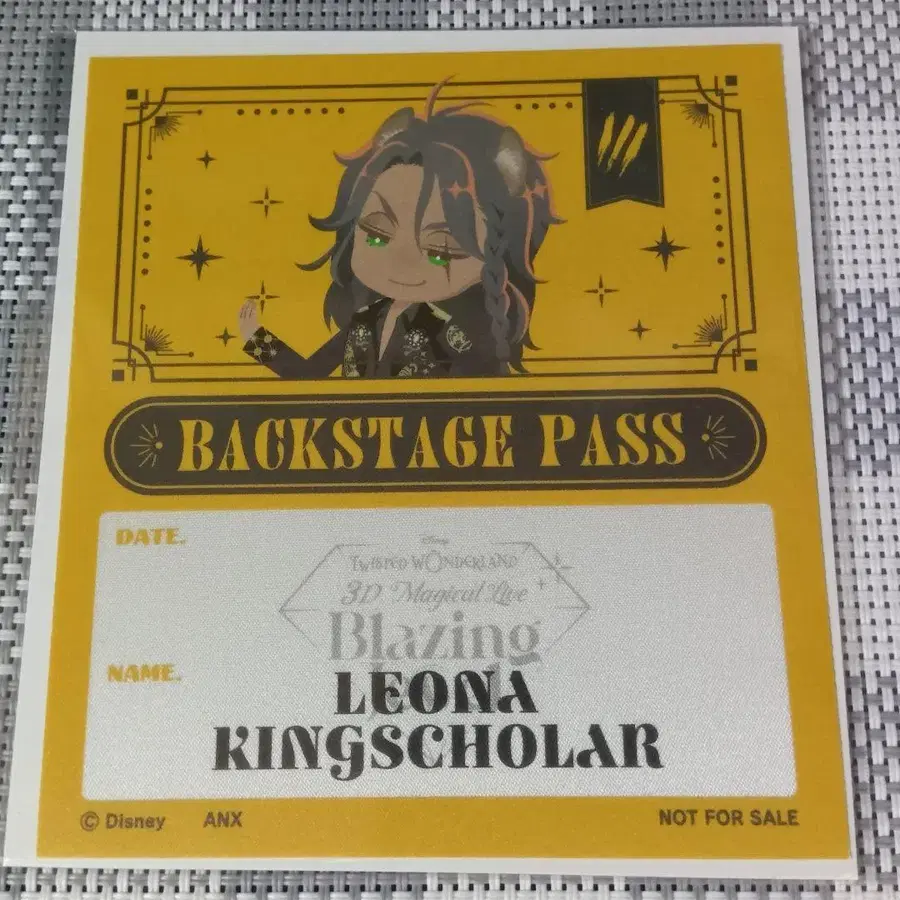 BACKSTAGE PASS
DATE.
Disney
TWISTED WONDERLAND
3D Magical Live
Blazing
NAME.
LEONA
KINGSCHOLAR
© Disney ANX
NOT FOR SALE